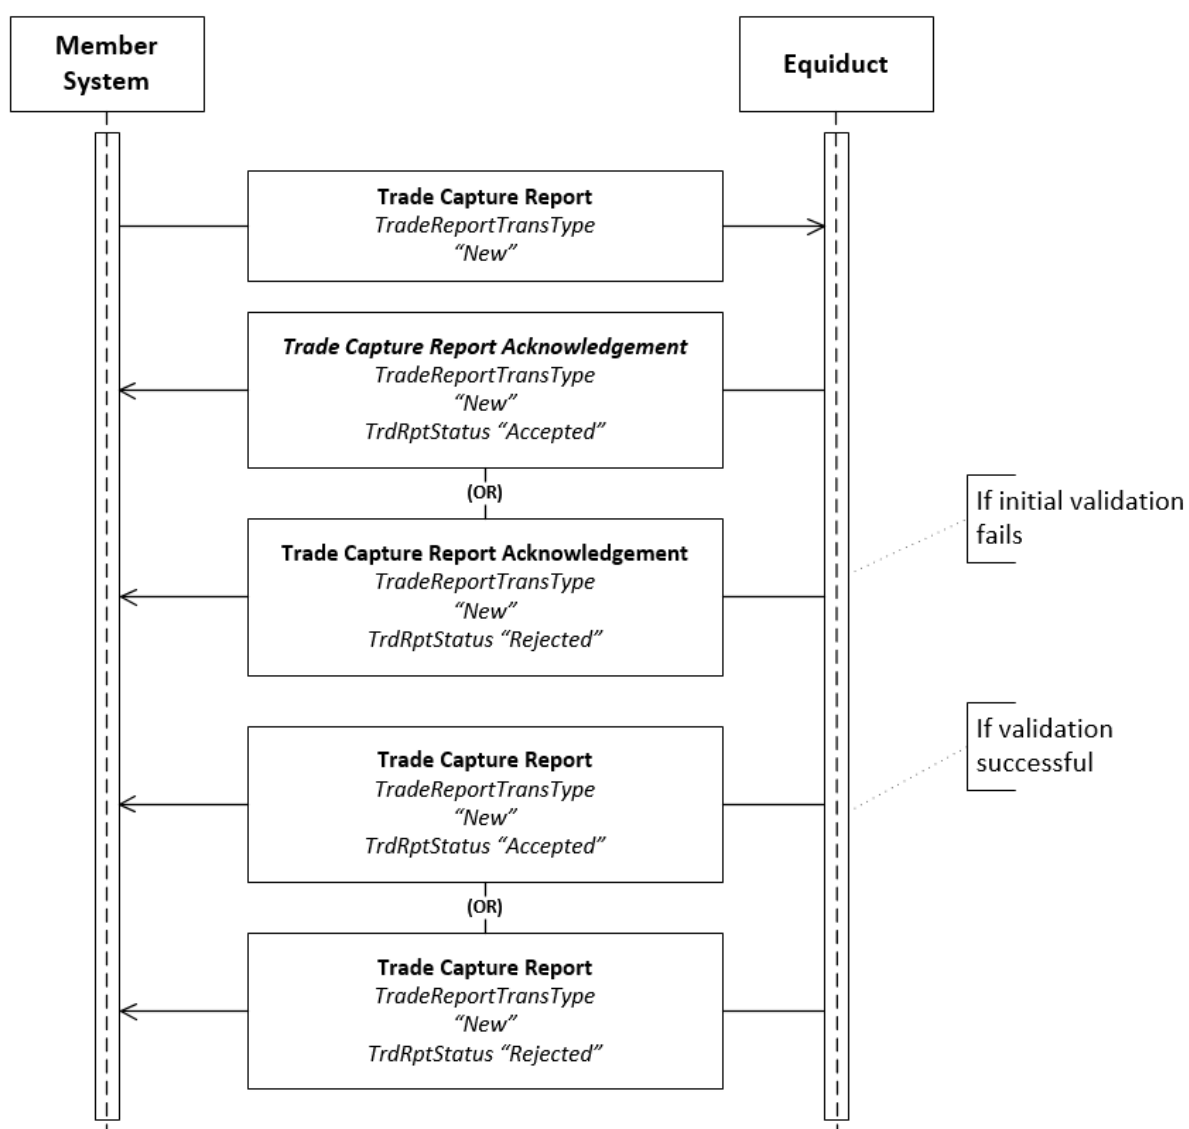 Member
System
Equiduct
Trade Capture Report
TradeReportTransType
“New”
Trade Capture Report Acknowledgement
TradeReportTransType
“New”
TrdRptStatus “Accepted”
(OR)
If initial validation
fails
Trade Capture Report Acknowledgement
TradeReportTransType
“New”
TrdRptStatus “Rejected”
If validation
successful
Trade Capture Report
TradeReportTransType
“New”
TrdRptStatus “Accepted”
(OR)
Trade Capture Report
TradeReportTransType
“New”
TrdRptStatus “Rejected”